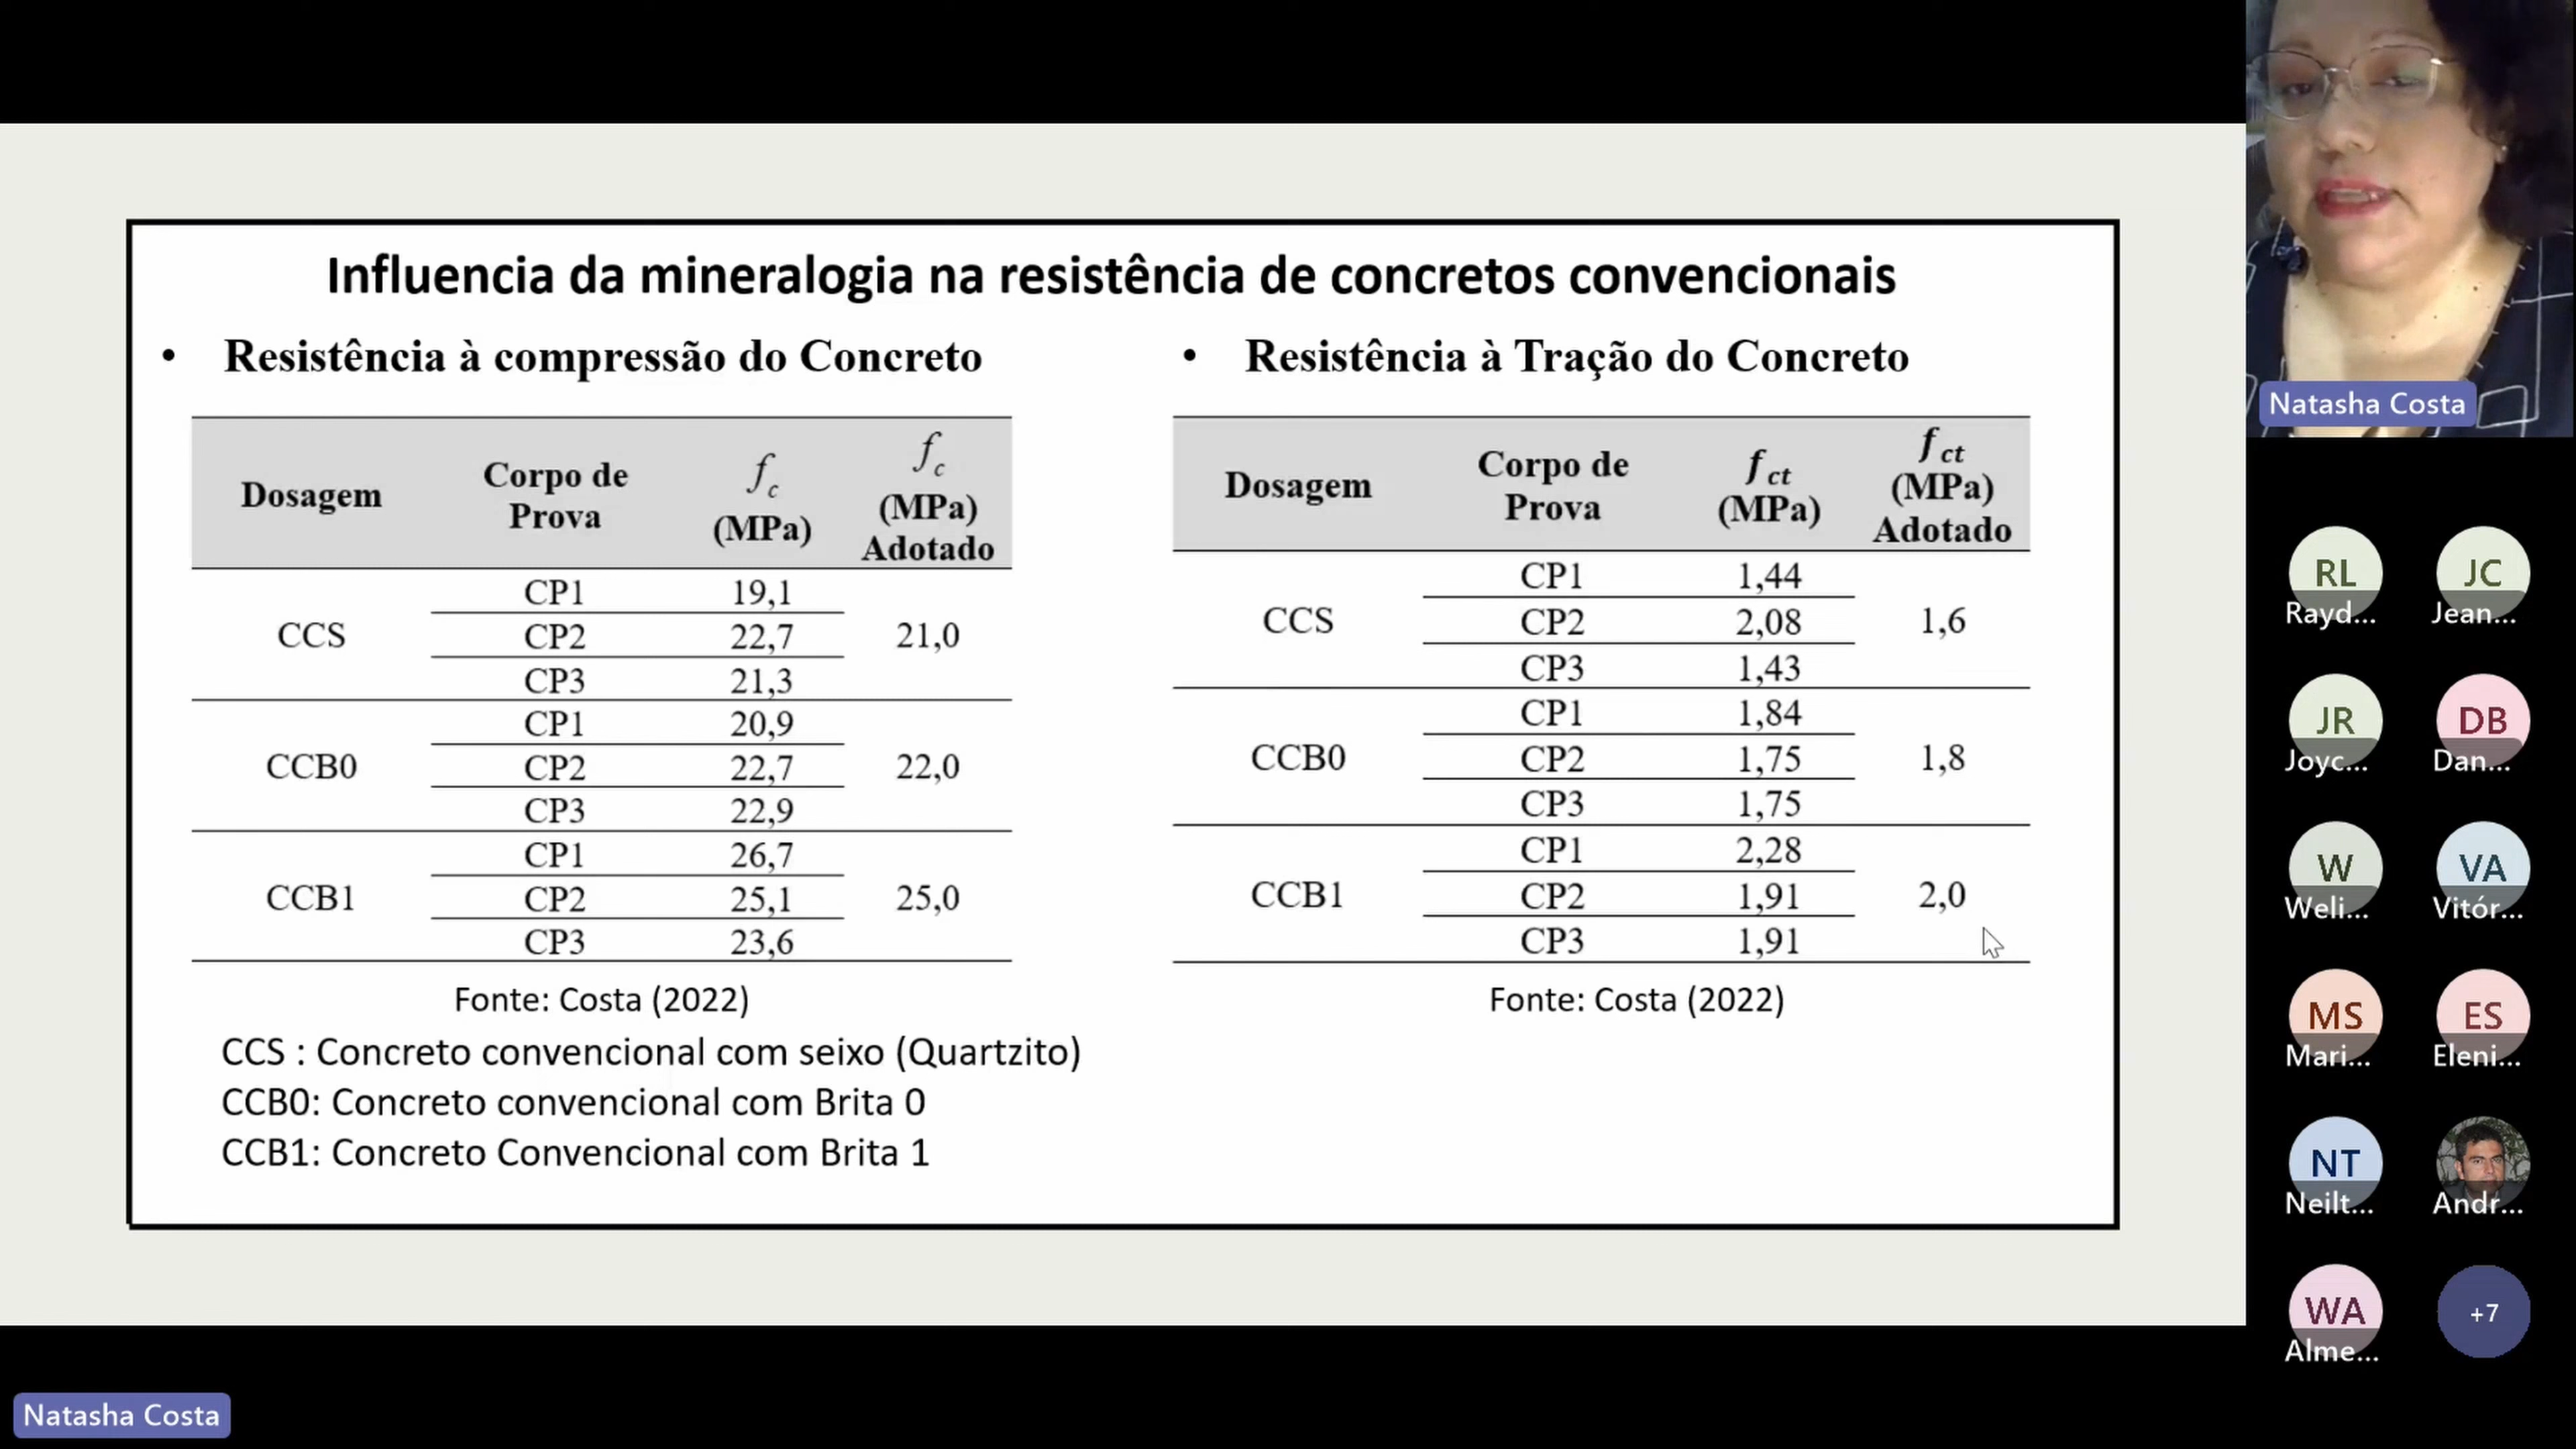 Influencia da mineralogia na resistência de concretos convencionais
• Resistência à compressão do Concreto
Dosagem Corpo de Prova fc (MPa) fc (MPa) Adotado
CCS CP1 19,1 21,0
CP2 22,7
CP3 21,3
CCB0 CP1 20,9 22,0
CP2 22,7
CP3 22,9
CCB1 CP1 26,7 25,0
CP2 25,1
CP3 23,6
Fonte: Costa (2022)
CCS : Concreto convencional com seixo (Quartzito)
CCB0: Concreto convencional com Brita 0
CCB1: Concreto Convencional com Brita 1
• Resistência à Tração do Concreto
Dosagem Corpo de Prova fct (MPa) fct (MPa) Adotado
CCS CP1 1,44 1,6
CP2 2,08
CP3 1,43
CCB0 CP1 1,84 1,8
CP2 1,75
CP3 1,75
CCB1 CP1 2,28 2,0
CP2 1,91
CP3 1,91
Fonte: Costa (2022)
Natasha Costa
RL
Rayd...
JC
Jean...
JR
Joyc...
DB
Dan...
W
Weli...
VA
Vitór...
MS
Mari...
ES
Eleni...
NT
Neilt...
Andr...
WA
Alme...
+7
Natasha Costa